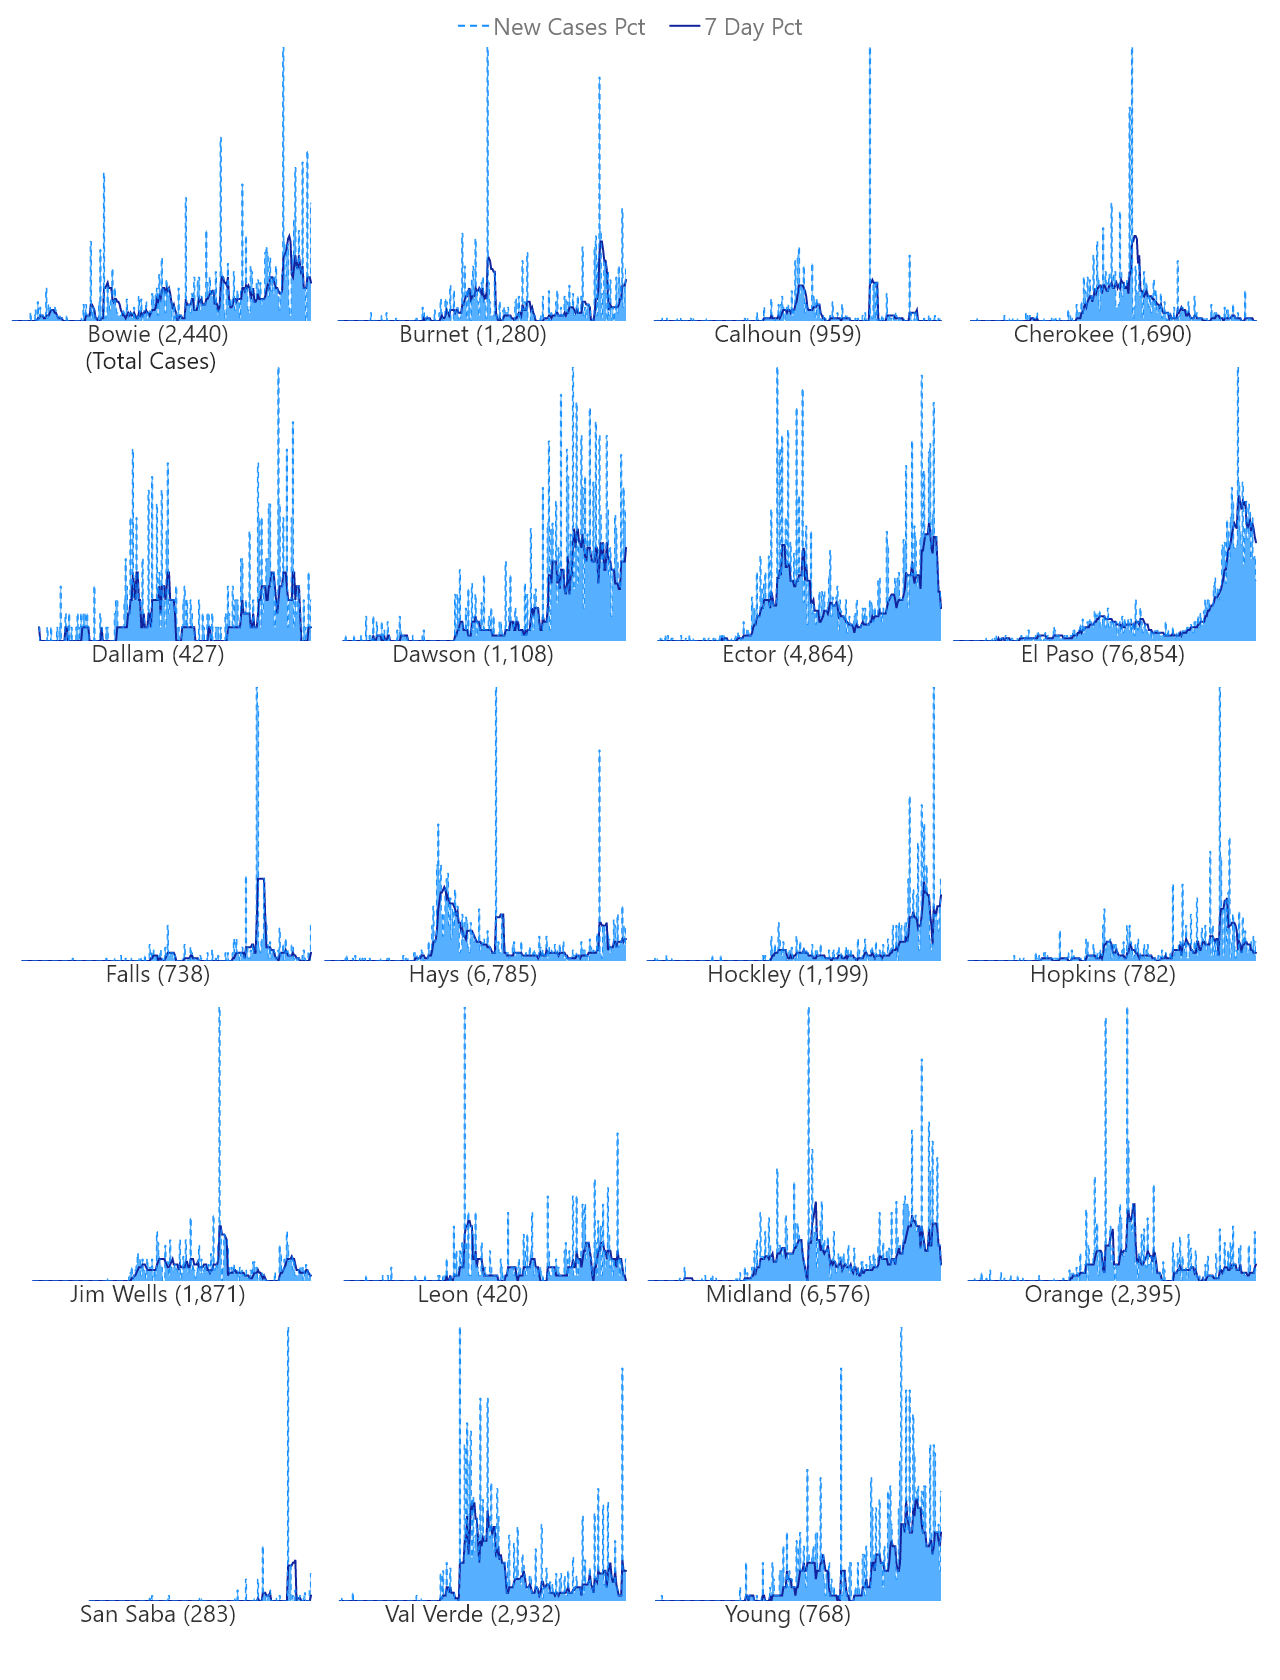 New Cases Pct 7 Day Pct
Bowie (2,440) Burnet (1,280) Calhoun (959) Cherokee (1,690)
(Total Cases)
Dallam (427) Dawson (1,108) Ector (4,864) El Paso (76,854)
Falls (738) Hays (6,785) Hockley (1,199) Hopkins (782)
Jim Wells (1,871) Leon (420) Midland (6,576) Orange (2,395)
San Saba (283) Val Verde (2,932) Young (768)